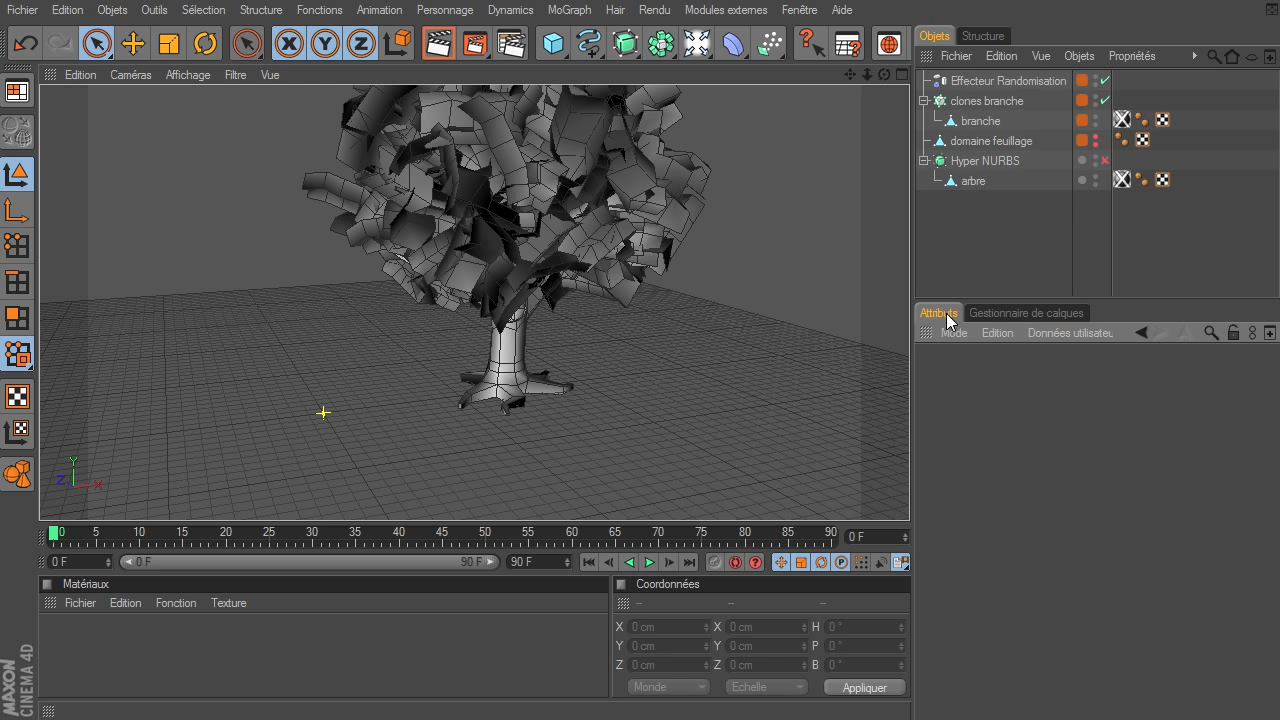 Fichier Edition Objets Outils Sélection Structure Fonctions Animation Personnage Dynamics MoGraph Hair Rendu Modules externes Fenêtre Aide
X Y Z
Objets Structure
Fichier Edition Vue Objets Propriétés
Edition Caméras Affichage Filtre Vue
Effecteur Randomisation
clones branche
branche
domaine feuillage
Hyper NURBS
arbre
Attributs Gestionnaire de calques
Mode Edition Données utilisateu
Y
Z X
0 5 10 15 20 25 30 35 40 45 50 55 60 65 70 75 80 85 90 0 F
0 F 0 F 90 F 90 F
Matériaux
Fichier Edition Fonction Texture
Coordonnées
-- -- --
X 0 cm X 0 cm H 0 °
Y 0 cm Y 0 cm P 0 °
Z 0 cm Z 0 cm B 0 °
Monde Echelle Appliquer
MAXON
CINEMA 4D